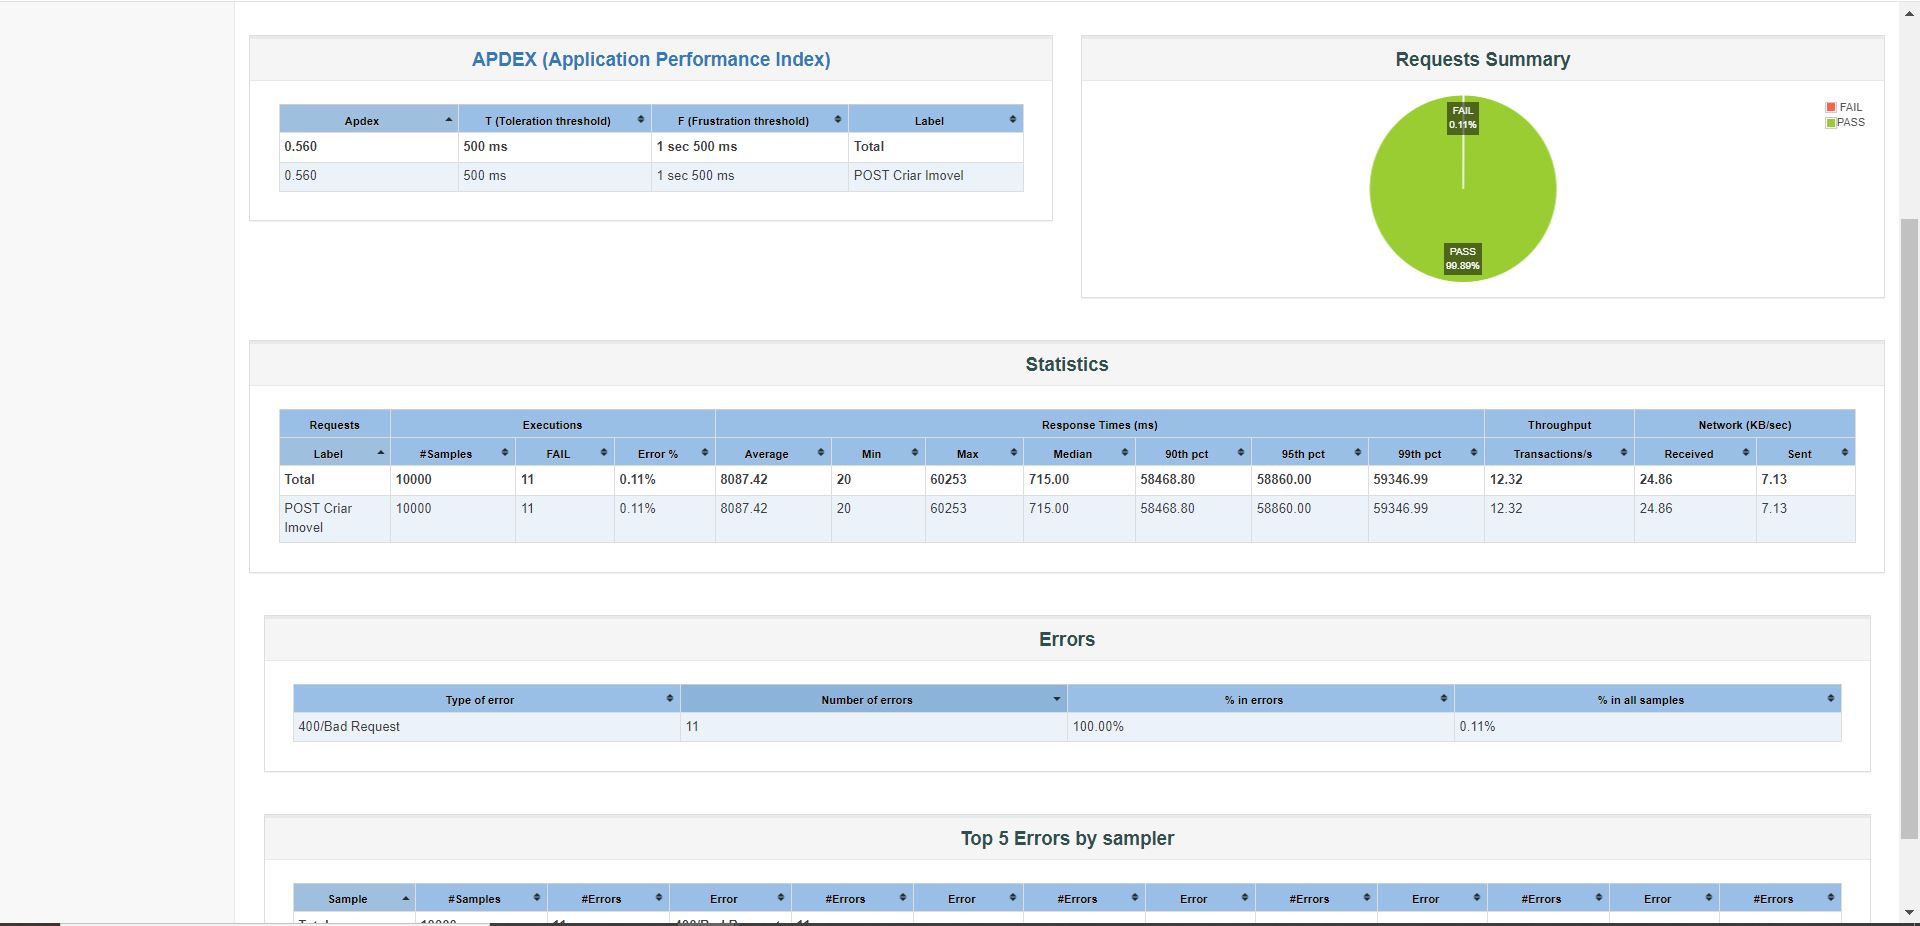 APDEX (Application Performance Index)
Apdex T (Toleration threshold) F (Frustration threshold) Label
0.560 500 ms 1 sec 500 ms Total
0.560 500 ms 1 sec 500 ms POST Criar Imovel
Requests Summary
FAIL
0.11%
PASS
99.89%
FAIL
PASS
Statistics
Requests Executions Response Times (ms) Throughput Network (KB/sec)
Label #Samples FAIL Error % Average Min Max Median 90th pct 95th pct 99th pct Transactions/s Received Sent
Total 10000 11 0.11% 8087.42 20 60253 715.00 58468.80 58860.00 59346.99 12.32 24.86 7.13
POST Criar Imovel 10000 11 0.11% 8087.42 20 60253 715.00 58468.80 58860.00 59346.99 12.32 24.86 7.13
Errors
Type of error Number of errors % in errors % in all samples
400/Bad Request 11 100.00% 0.11%
Top 5 Errors by sampler
Sample #Samples #Errors Error #Errors Error #Errors Error #Errors Error #Errors Error #Errors